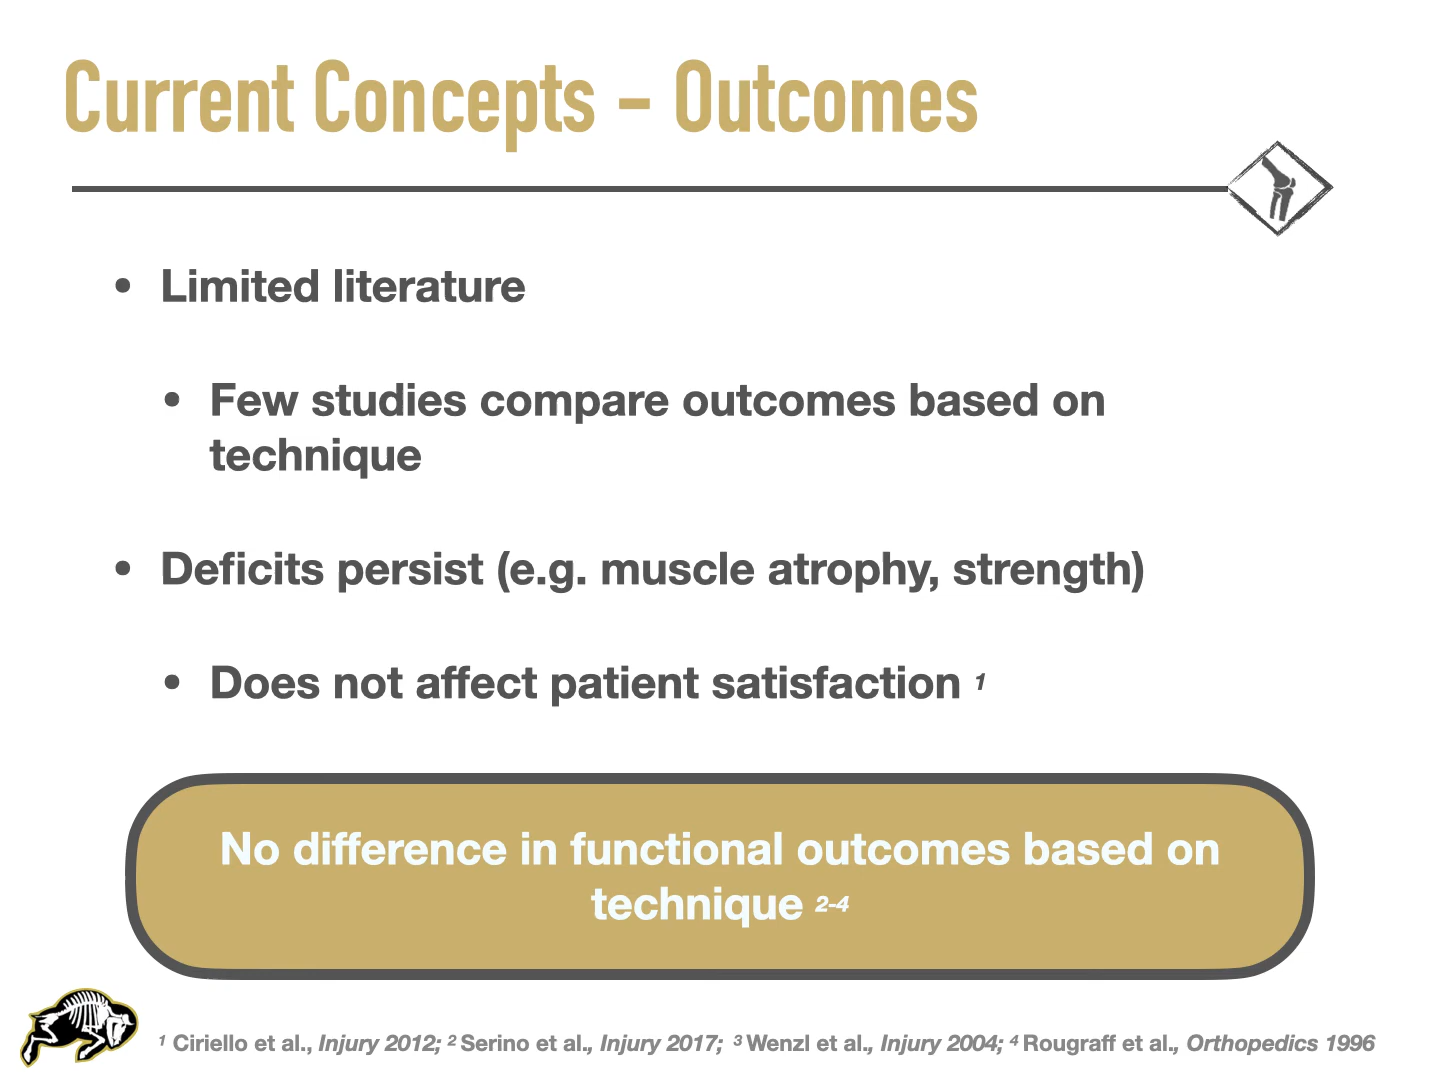 Current Concepts – Outcomes
• Limited literature
• Few studies compare outcomes based on
technique
• Deficits persist (e.g. muscle atrophy, strength)
• Does not affect patient satisfaction 1
No difference in functional outcomes based on
technique 2-4
1 Ciriello et al., Injury 2012; 2 Serino et al., Injury 2017; 3 Wenzl et al., Injury 2004; 4 Rougraff et al., Orthopedics 1996